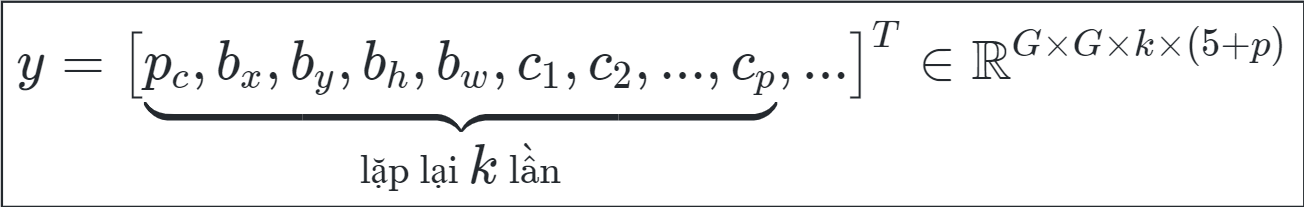 y = [p_c, b_x, b_y, b_h, b_w, c_1, c_2, ..., c_p, ...]^T ∈ ℝ^{G×G×k×(5+p)}
lặp lại k lần